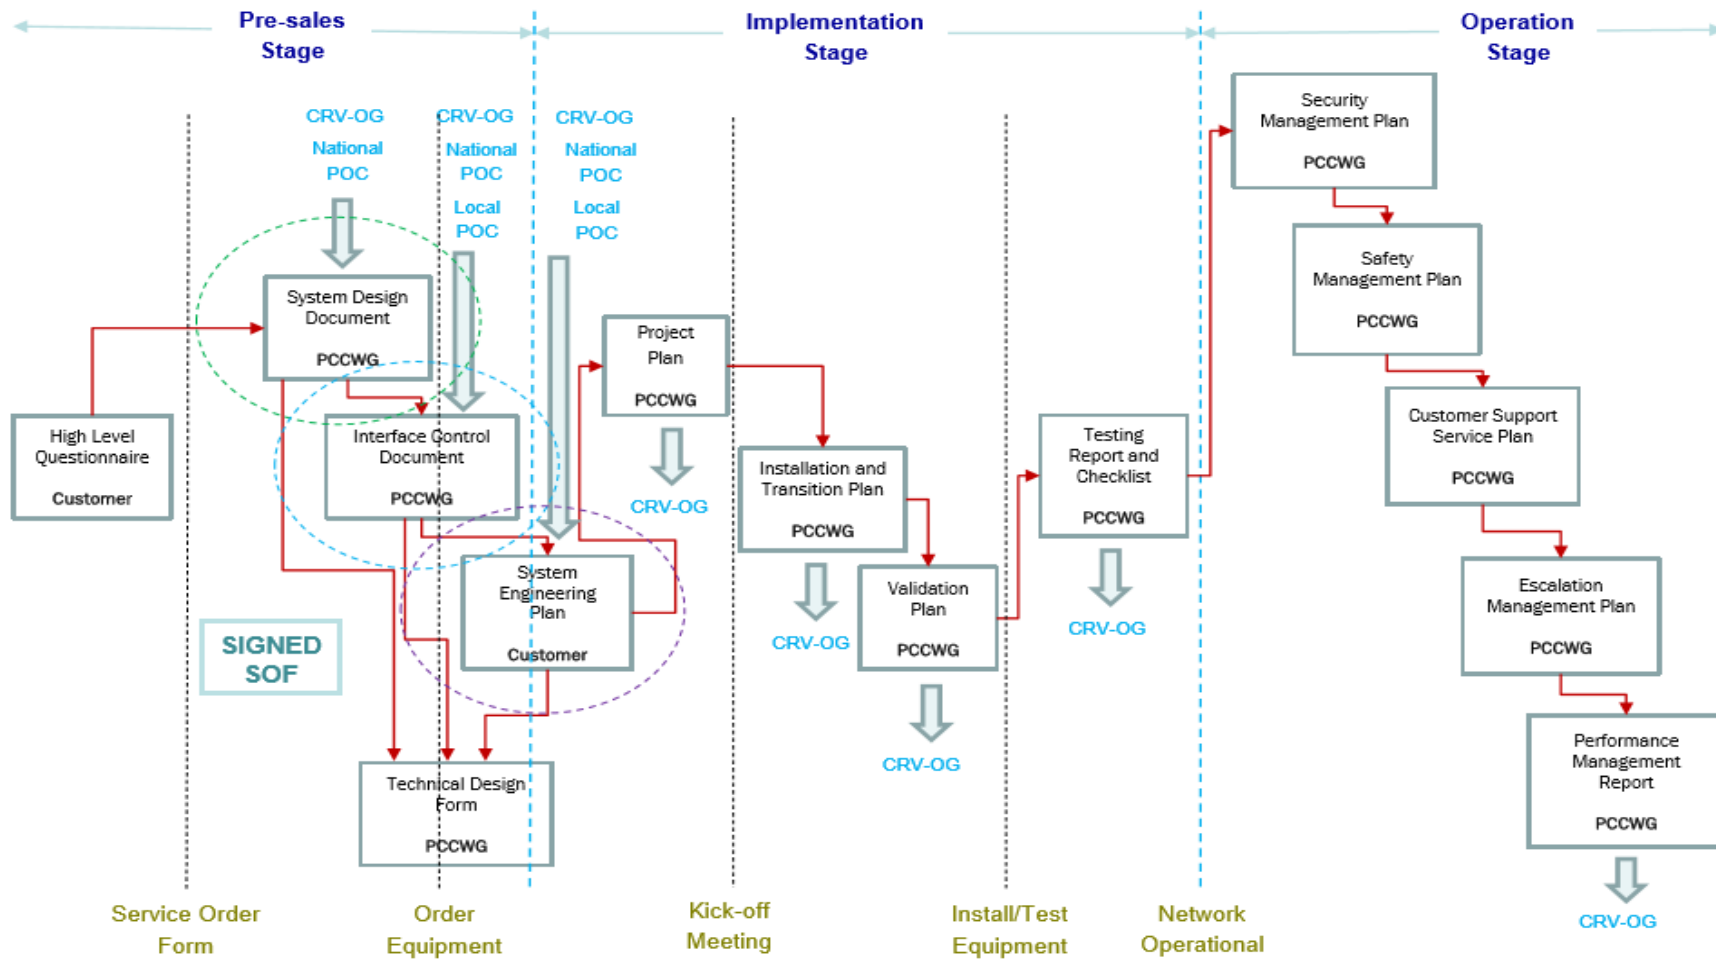 Pre-sales
Stage
Implementation
Stage
Operation
Stage
CRV-OG
National
POC
CRV-OG
National
POC
Local
POC
CRV-OG
National
POC
Local
POC
High Level
Questionnaire
Customer
System Design
Document
PCCWG
Interface Control
Document
PCCWG
System
Engineering
Plan
Customer
SIGNED
SOF
Technical Design
Form
PCCWG
Project
Plan
PCCWG
CRV-OG
Installation and
Transition Plan
PCCWG
CRV-OG
Validation
Plan
PCCWG
CRV-OG
Testing
Report and
Checklist
PCCWG
CRV-OG
Security
Management Plan
PCCWG
Safety
Management Plan
PCCWG
Customer Support
Service Plan
PCCWG
Escalation
Management Plan
PCCWG
Performance
Management
Report
PCCWG
CRV-OG
Service Order
Form
Order
Equipment
Kick-off
Meeting
Install/Test
Equipment
Network
Operational